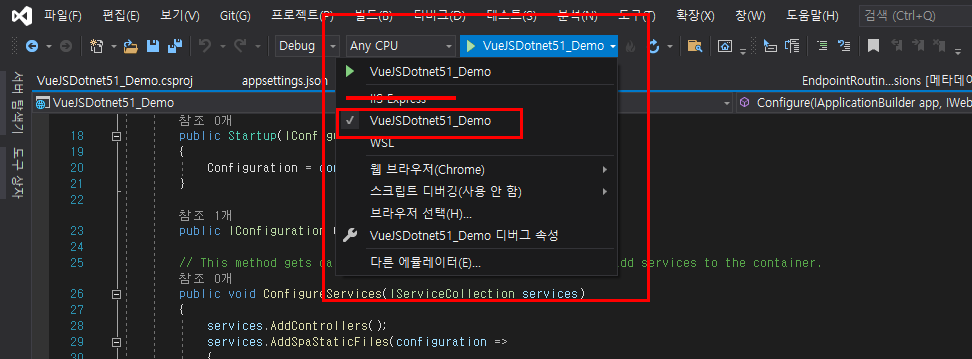 파일(F) 편집(E) 보기(V) Git(G) 프로젝트(P) 빌드(B) 디버그(D) 테스트(S) 분석(N) 도구(T) 확장(X) 창(W) 도움말(H) 검색 (Ctrl+Q)
Debug Any CPU VueJSDotnet51_Demo
VueJSDotnet51_Demo.csproj appsettings.json EndpointRoutin...sions [메타데이
VueJSDotnet51_Demo Configure(IApplicationBuilder app, IWeb
서버 탐색기
도구 상자
VueJSDotnet51_Demo
IIS Express
VueJSDotnet51_Demo
WSL
웹 브라우저(Chrome)
스크립트 디버깅(사용 안 함)
브라우저 선택(H)...
VueJSDotnet51_Demo 디버그 속성
다른 에뮬레이터(E)...
참조 0개
18 public Startup(IConfigu
19 {
20 Configuration = con
21 }
22
참조 1개
23 public IConfiguration
24
25 // This method gets ca dd services to the container.
참조 0개
26 public void ConfigureServices(IServiceCollection services)
27 {
28 services.AddControllers();
29 services.AddSpaStaticFiles(configuration =>